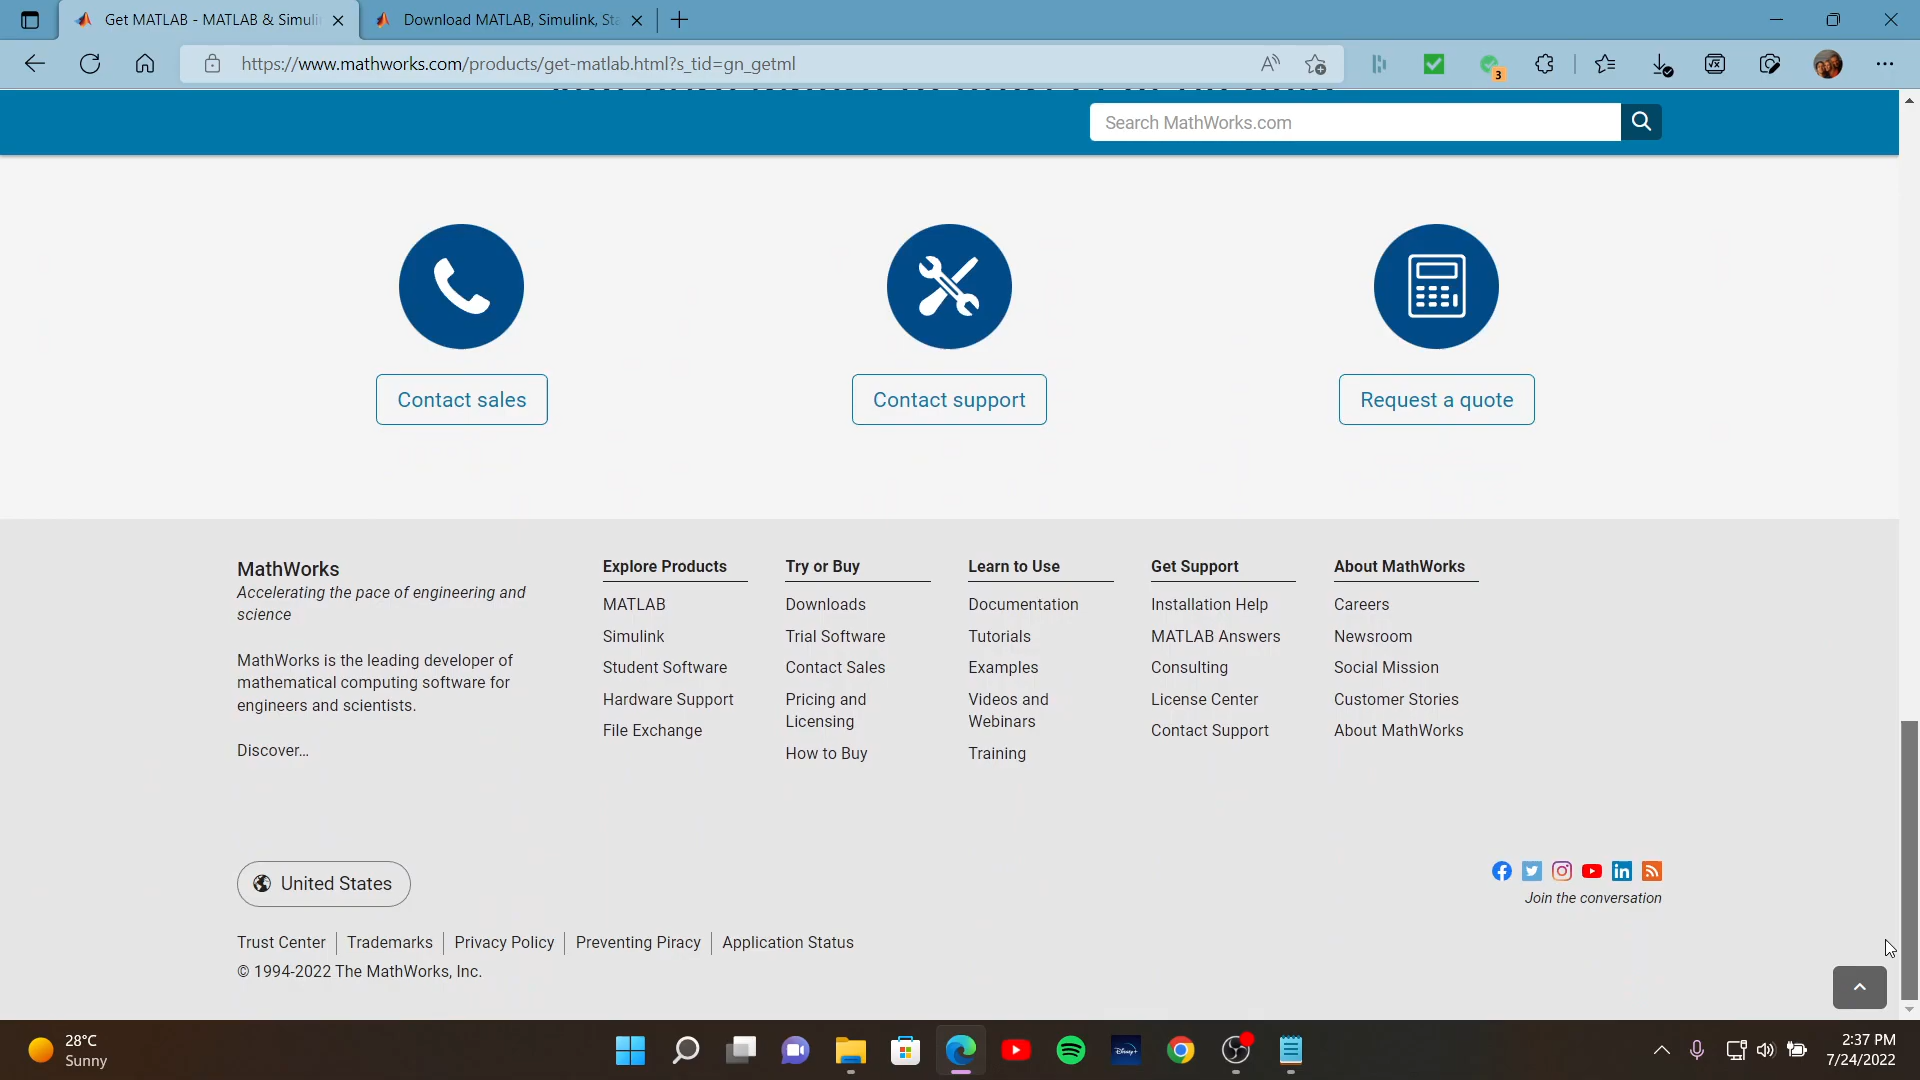 Get MATLAB - MATLAB & Simuli
Download MATLAB, Simulink, Sta
https://www.mathworks.com/products/get-matlab.html?s_tid=gn_getml
3
Search MathWorks.com
Contact sales
Contact support
Request a quote
MathWorks
Accelerating the pace of engineering and
science
MathWorks is the leading developer of
mathematical computing software for
engineers and scientists.
Discover...
Explore Products
MATLAB
Simulink
Student Software
Hardware Support
File Exchange
Try or Buy
Downloads
Trial Software
Contact Sales
Pricing and
Licensing
How to Buy
Learn to Use
Documentation
Tutorials
Examples
Videos and
Webinars
Training
Get Support
Installation Help
MATLAB Answers
Consulting
License Center
Contact Support
About MathWorks
Careers
Newsroom
Social Mission
Customer Stories
About MathWorks
United States
Join the conversation
Trust Center
Trademarks
Privacy Policy
Preventing Piracy
Application Status
© 1994-2022 The MathWorks, Inc.
28°C
Sunny
Disney+
2:37 PM
7/24/2022